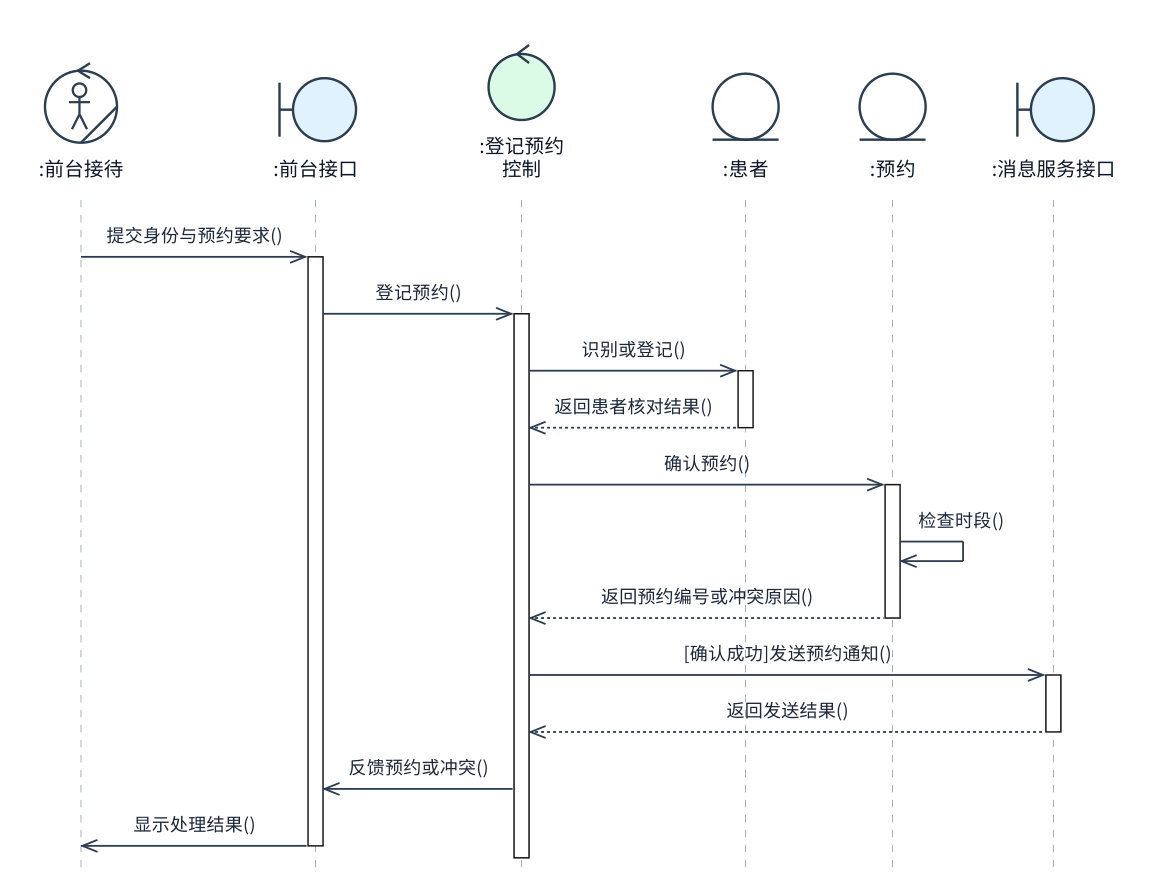 :前台接待
:前台接口
:登记预约
控制
:患者
:预约
:消息服务接口
提交身份与预约要求()
登记预约()
识别或登记()
返回患者核对结果()
确认预约()
检查时段()
返回预约编号或冲突原因()
[确认成功]发送预约通知()
返回发送结果()
反馈预约或冲突()
显示处理结果()